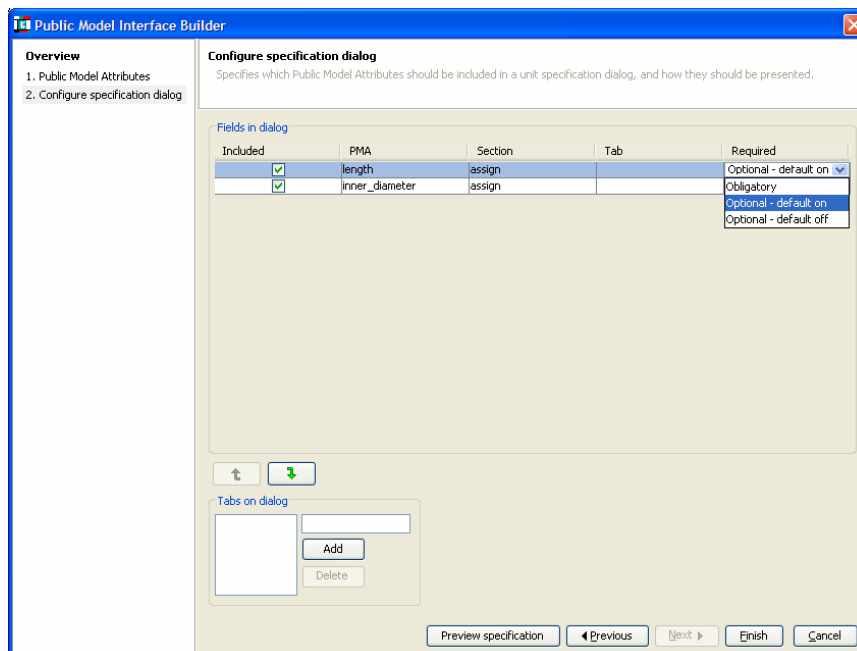 Public Model Interface Builder
Overview
1. Public Model Attributes
2. Configure specification dialog
Configure specification dialog
Specifies which Public Model Attributes should be included in a unit specification dialog, and how they should be presented.
Fields in dialog
Included PMA Section Tab Required
length assign Optional - default on
inner_diameter assign Obligatory
Optional - default on
Optional - default off
Tabs on dialog
Add
Delete
Preview specification Previous Next Finish Cancel